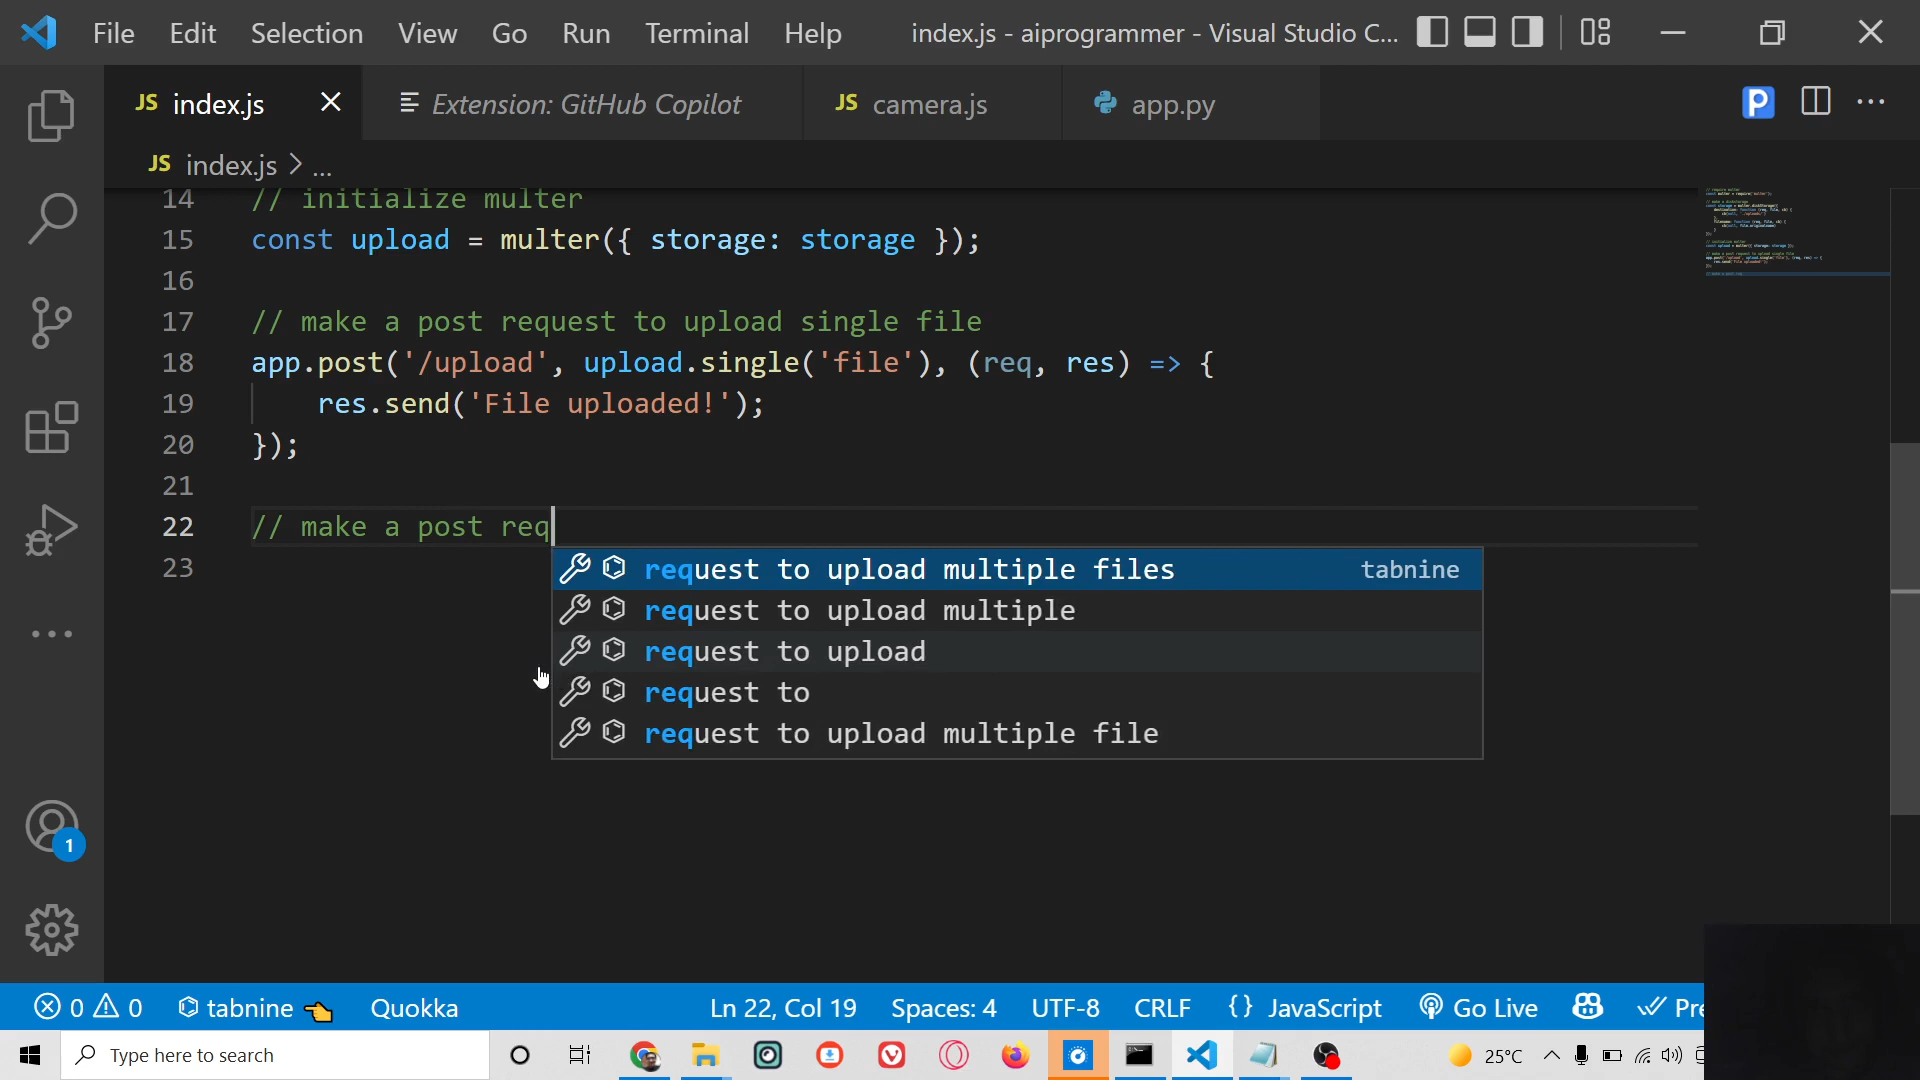 File Edit Selection View Go Run Terminal Help index.js - aiprogrammer - Visual Studio C...
JS index.js Extension: GitHub Copilot JS camera.js app.py
JS index.js > ...
14 // initialize multer
15 const upload = multer({ storage: storage });
16
17 // make a post request to upload single file
18 app.post('/upload', upload.single('file'), (req, res) => {
19 res.send('File uploaded!');
20 });
21
22 // make a post req
23
request to upload multiple files tabnine
request to upload multiple
request to upload
request to
request to upload multiple file
1
0 0 tabnine Quokka Ln 22, Col 19 Spaces: 4 UTF-8 CRLF {} JavaScript Go Live Pre
Type here to search 25°C